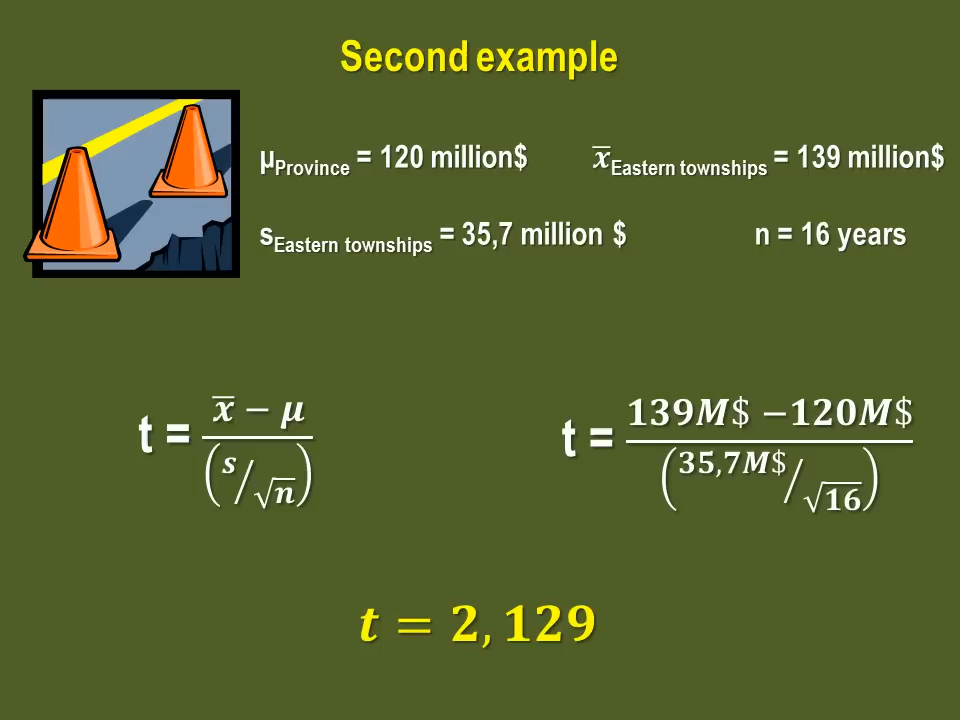 Second example
μProvince = 120 million$ x̅Eastern townships = 139 million$
sEastern townships = 35,7 million $ n = 16 years
t = (x̅ − μ) / (s/√n) t = (139M$ −120M$) / (35,7M$/√16)
t = 2, 129